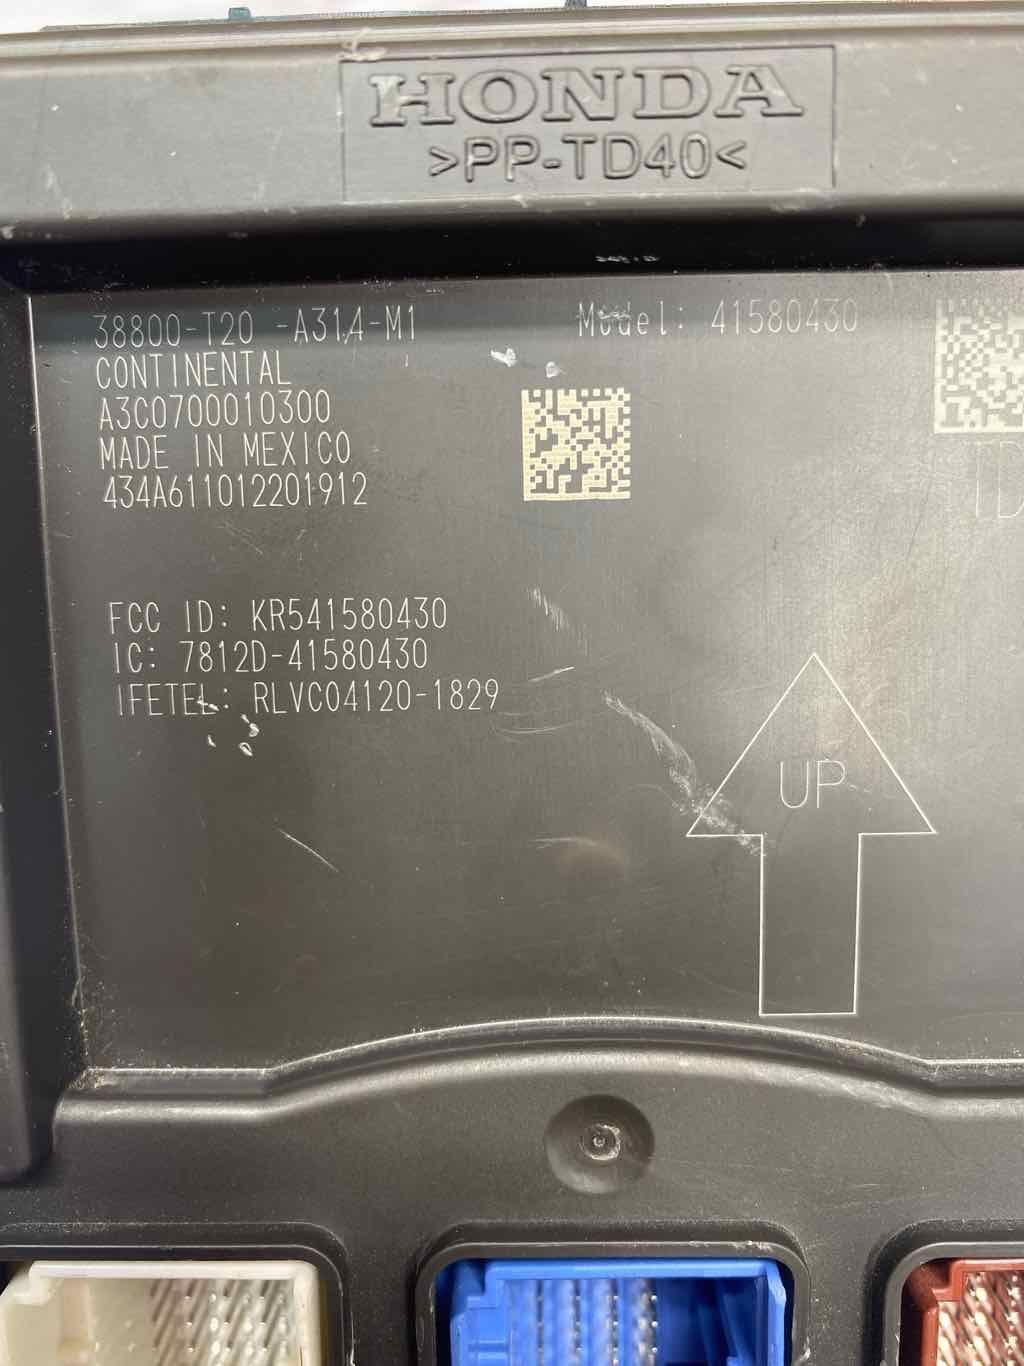 HONDA
>PP-TD40<
38800-T20 -A314-M1
Model: 41580430
CONTINENTAL
A3C0700010300
MADE IN MEXICO
434A611012201912
TD
FCC ID: KR541580430
IC: 7812D-41580430
IFETEL: RLVC04120-1829
UP